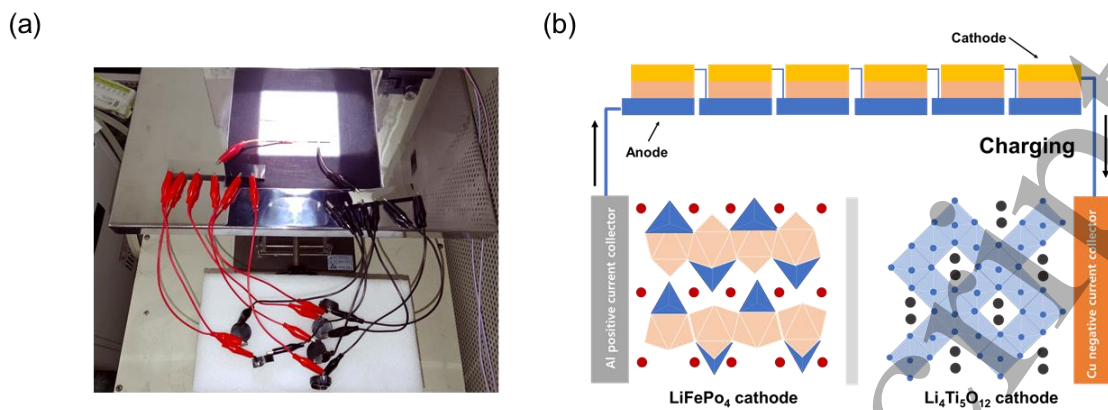 (a)
(b)
Cathode
Anode
Charging
Al positive current collector
Cu negative current collector
LiFePo4 cathode
Li4Ti5O12 cathode